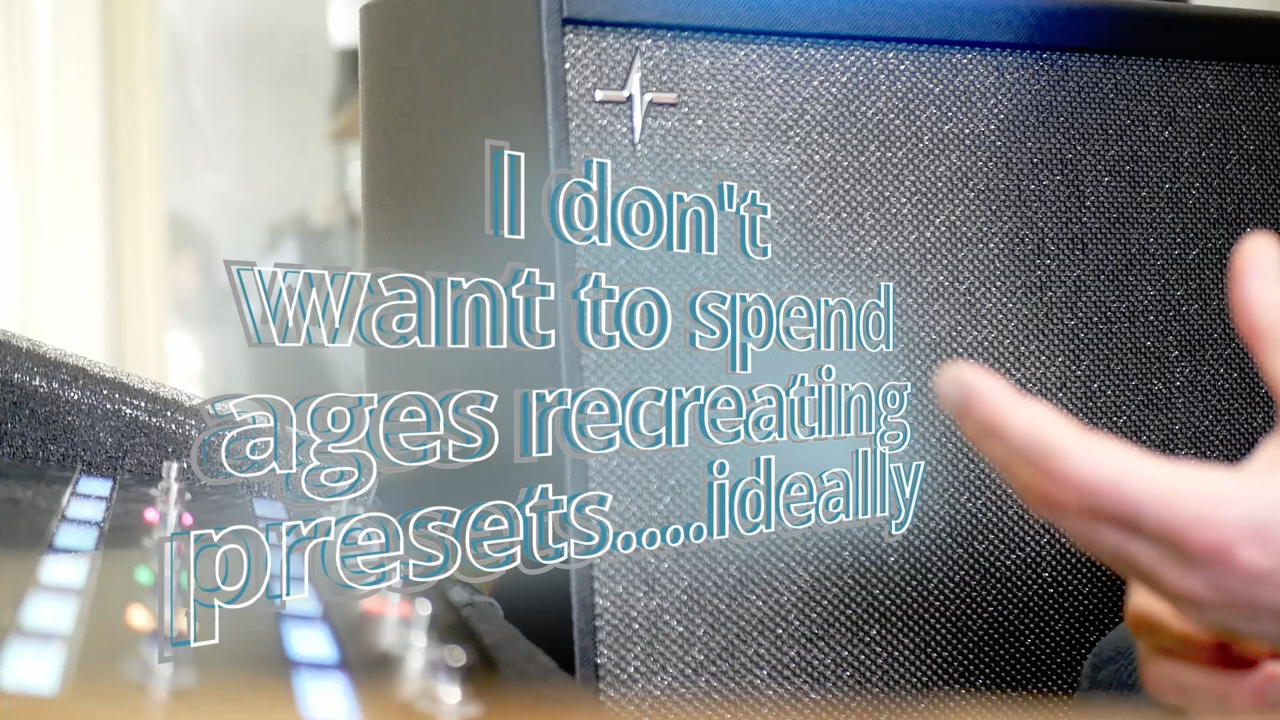 I don't
want to spend
ages recreating
presets....ideally